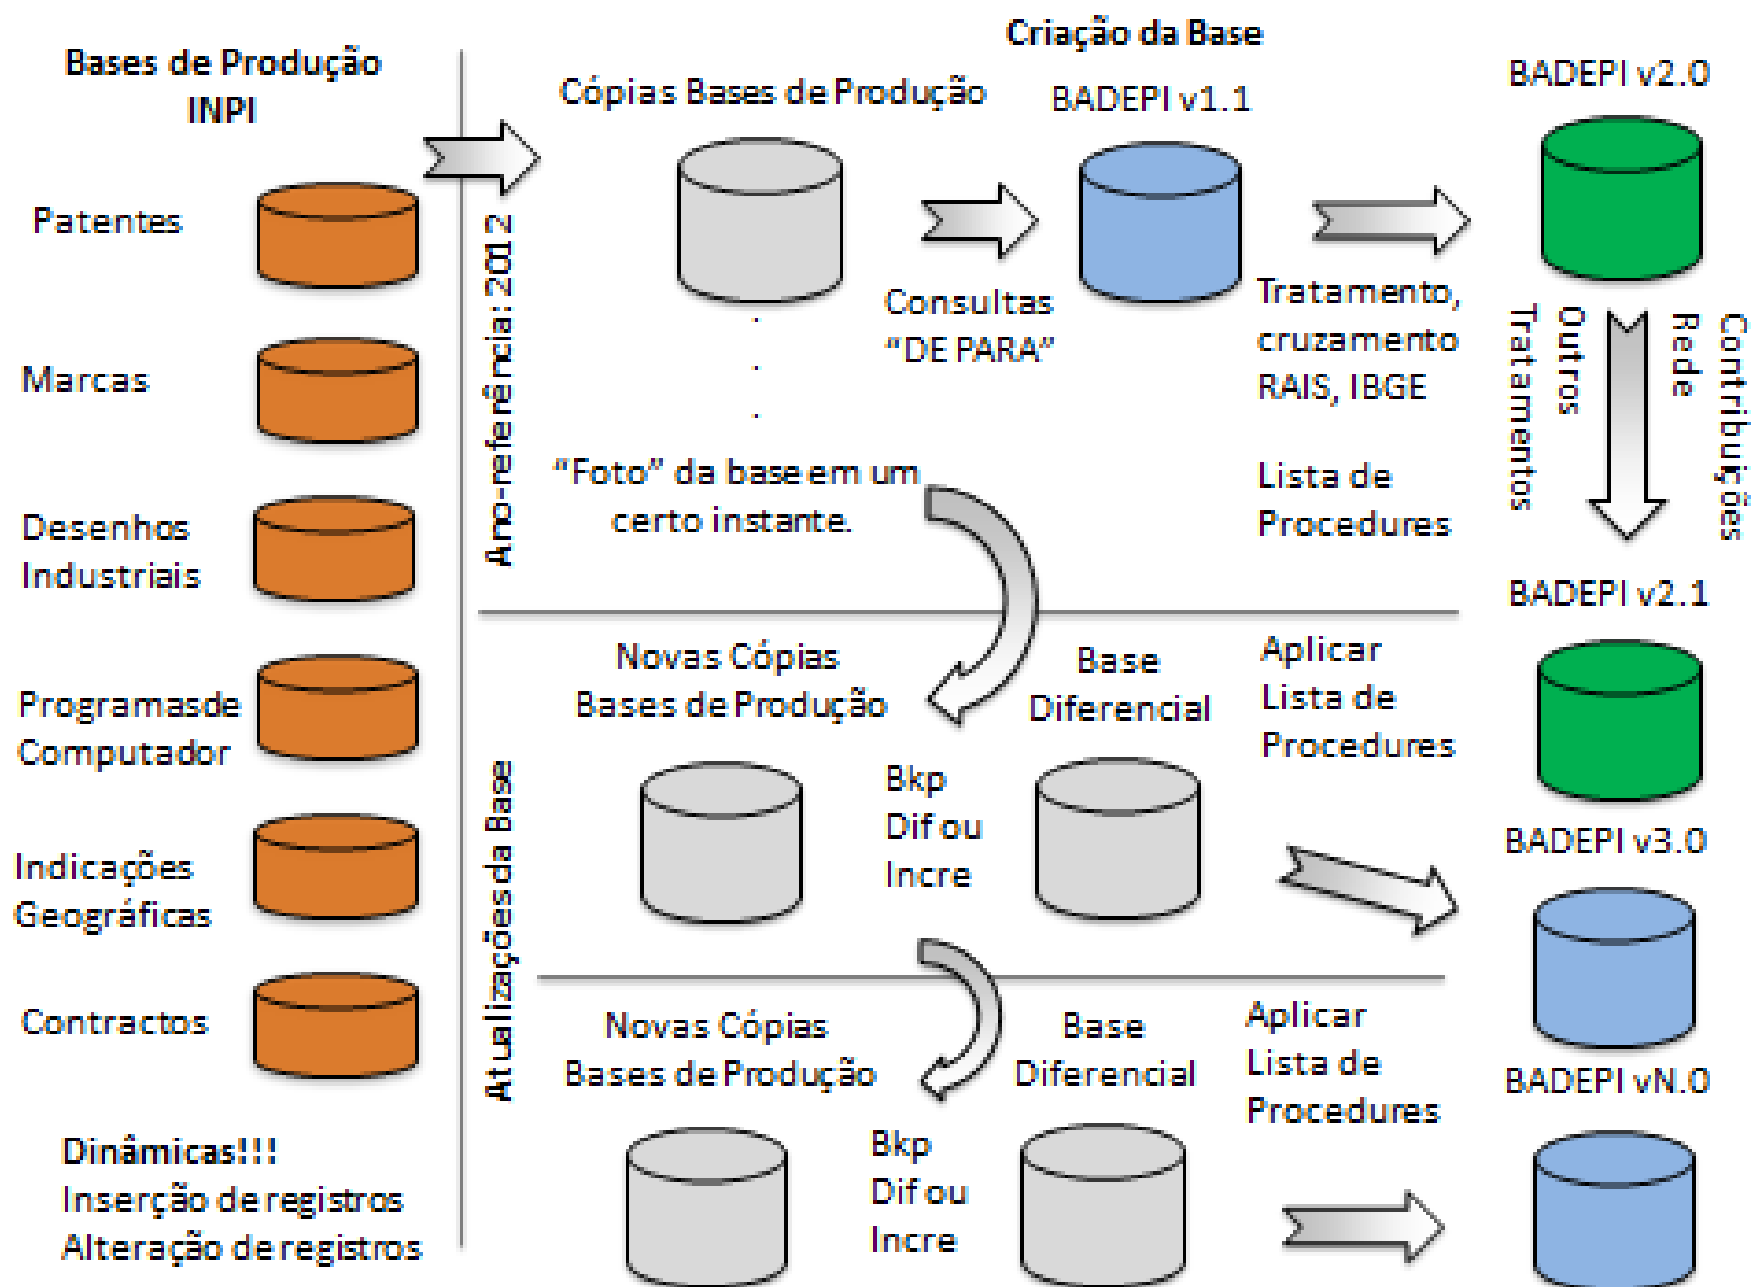 Bases de Produção
INPI
Patentes
Marcas
Desenhos
Industriais
Programasde
Computador
Indicações
Geográficas
Contractos
Dinâmicas!!!
Inserção de registros
Alteração de registros
Ano-referência: 2012
Criação da Base
Cópias Bases de Produção
BADEPI v1.1
BADEPI v2.0
Consultas
“DE PARA”
Tratamento,
cruzamento
RAIS, IBGE
Lista de
Procedures
.
.
.
“Foto” da base em um
certo instante.
Contribuições
Rede
Outros
Tratamentos
BADEPI v2.1
Atualizações da Base
Novas Cópias
Bases de Produção
Base
Diferencial
Aplicar
Lista de
Procedures
Bkp
Dif ou
Incre
BADEPI v3.0
Novas Cópias
Bases de Produção
Base
Diferencial
Aplicar
Lista de
Procedures
Bkp
Dif ou
Incre
BADEPI vN.0